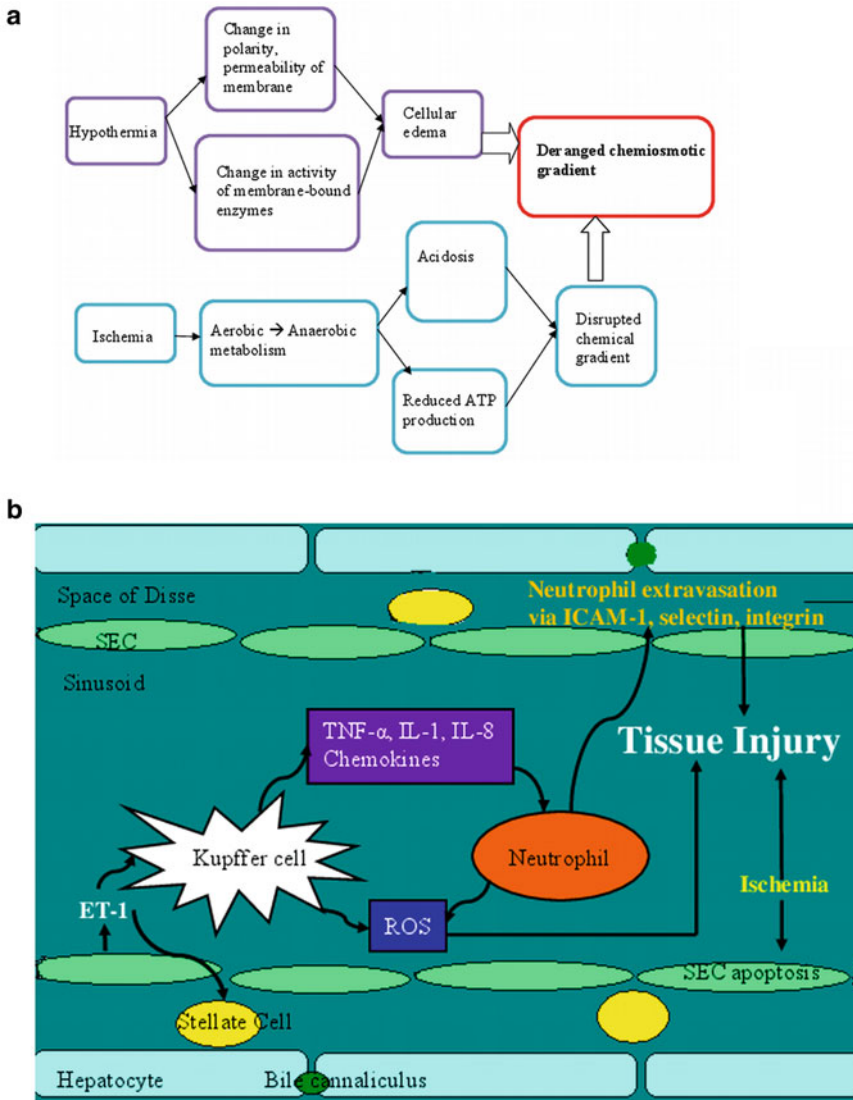 a
Change in
polarity,
permeability of
membrane
Hypothermia
Cellular
edema
Change in activity
of membrane-bound
enzymes
Deranged chemiosmotic
gradient
Acidosis
Ischemia
Aerobic → Anaerobic
metabolism
Disrupted
chemical
gradient
Reduced ATP
production
b
Space of Disse
Neutrophil extravasation
via ICAM-1, selectin, integrin
SEC
Sinusoid
TNF-α, IL-1, IL-8
Chemokines
Tissue Injury
Kupffer cell
Neutrophil
Ischemia
ET-1
ROS
SEC apoptosis
Stellate Cell
Hepatocyte
Bile cannaliculus